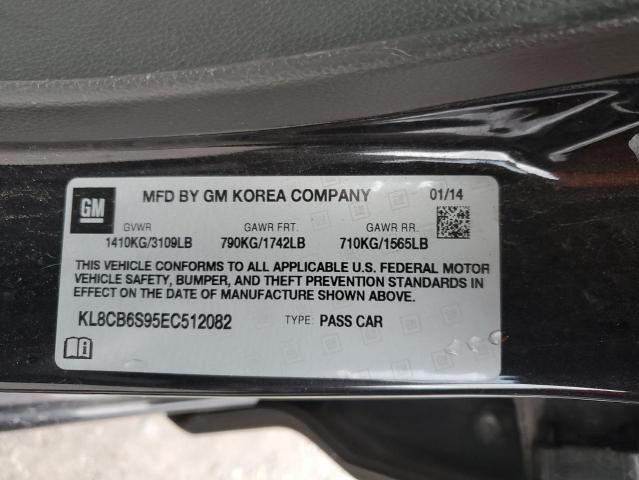 GM MFD BY GM KOREA COMPANY 01/14
GVWR GAWR FRT. GAWR RR.
1410KG/3109LB 790KG/1742LB 710KG/1565LB
THIS VEHICLE CONFORMS TO ALL APPLICABLE U.S. FEDERAL MOTOR
VEHICLE SAFETY, BUMPER, AND THEFT PREVENTION STANDARDS IN
EFFECT ON THE DATE OF MANUFACTURE SHOWN ABOVE.
KL8CB6S95EC512082 TYPE: PASS CAR